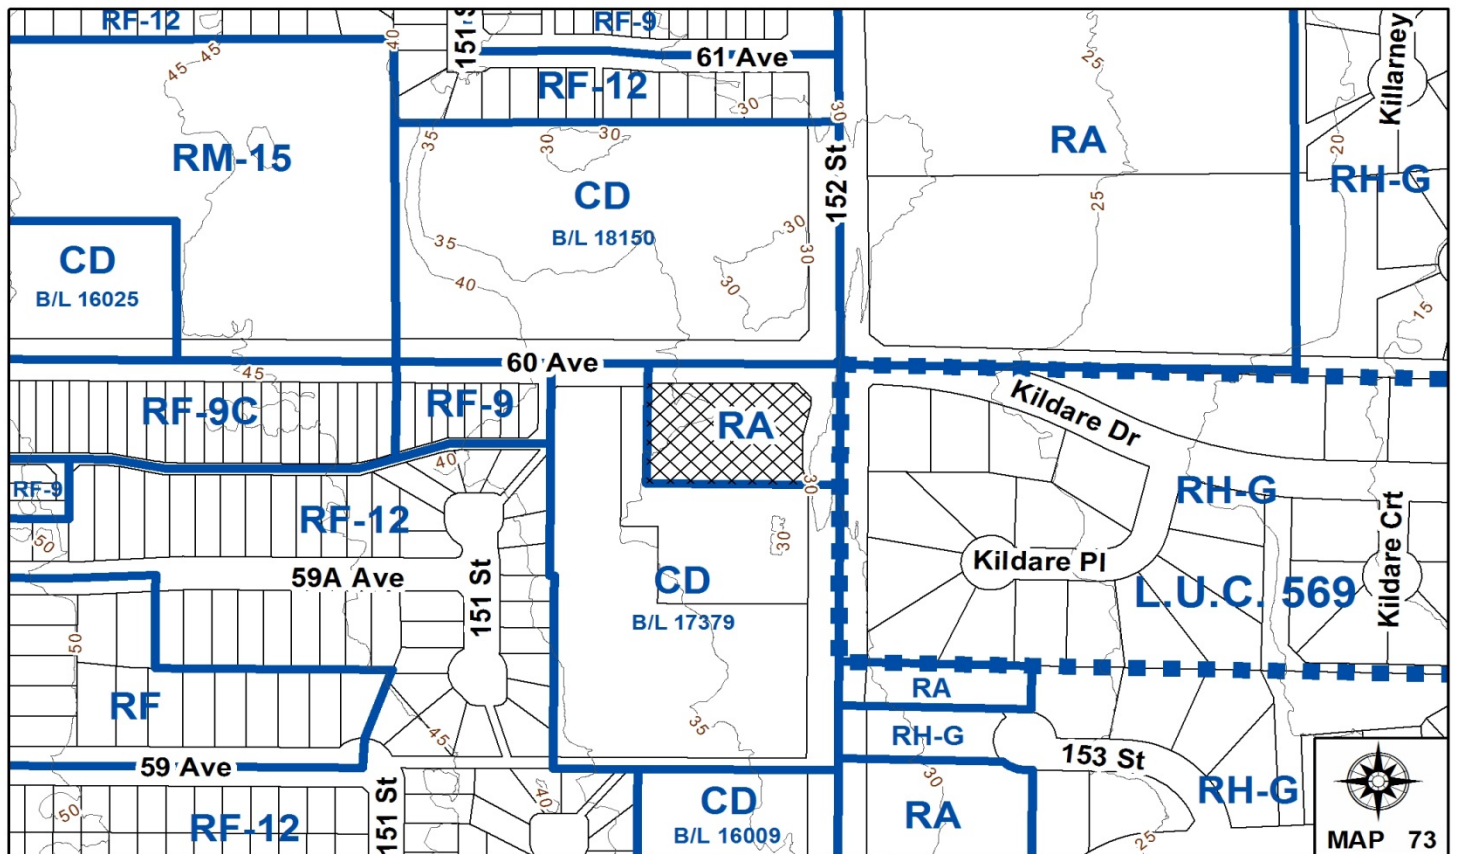 RF-12
151 S
RF-9
40
61 Ave
45
45
RF-12
30
30
25
Killarney
RA
20
RM-15
35
30
30
152 St
RH-G
CD
B/L 18150
25
30
30
CD
B/L 16025
35
40
30
15
60 Ave
45
RF-9C
RF-9
RA
Kildare Dr
40
30
RF-9
RF-12
50
30
RH-G
Kildare Crt
59A Ave
151 St
CD
B/L 17379
Kildare Pl
L.U.C. 569
50
RF
RA
45
35
RH-G
153 St
59 Ave
151 St
50
RF-12
40
CD
B/L 16009
30
RA
25
RH-G
MAP 73